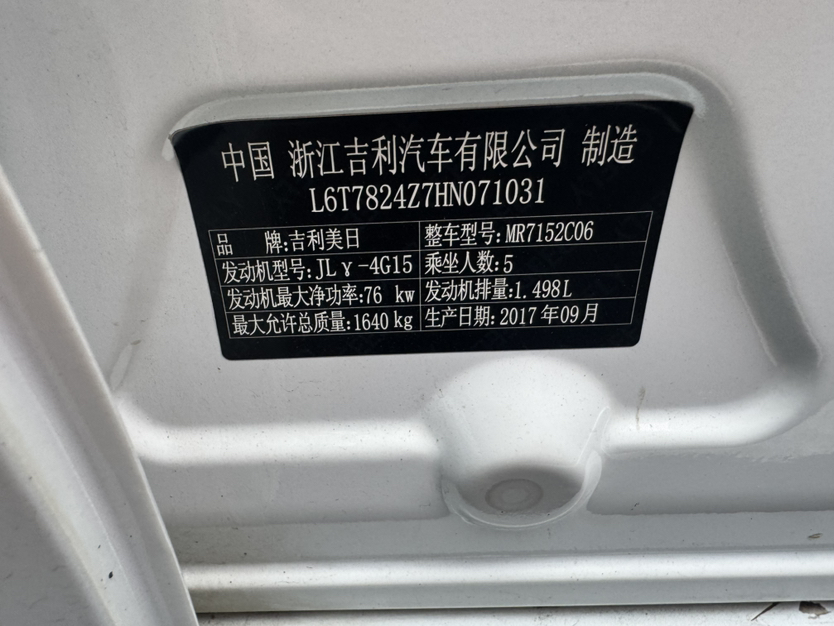 中国 浙江吉利汽车有限公司 制造
L6T7824Z7HN071031
品 牌:吉利美日 整车型号:MR7152C06
发动机型号:JLγ-4G15 乘坐人数:5
发动机最大净功率:76 kw 发动机排量:1.498L
最大允许总质量:1640kg 生产日期:2017年09月